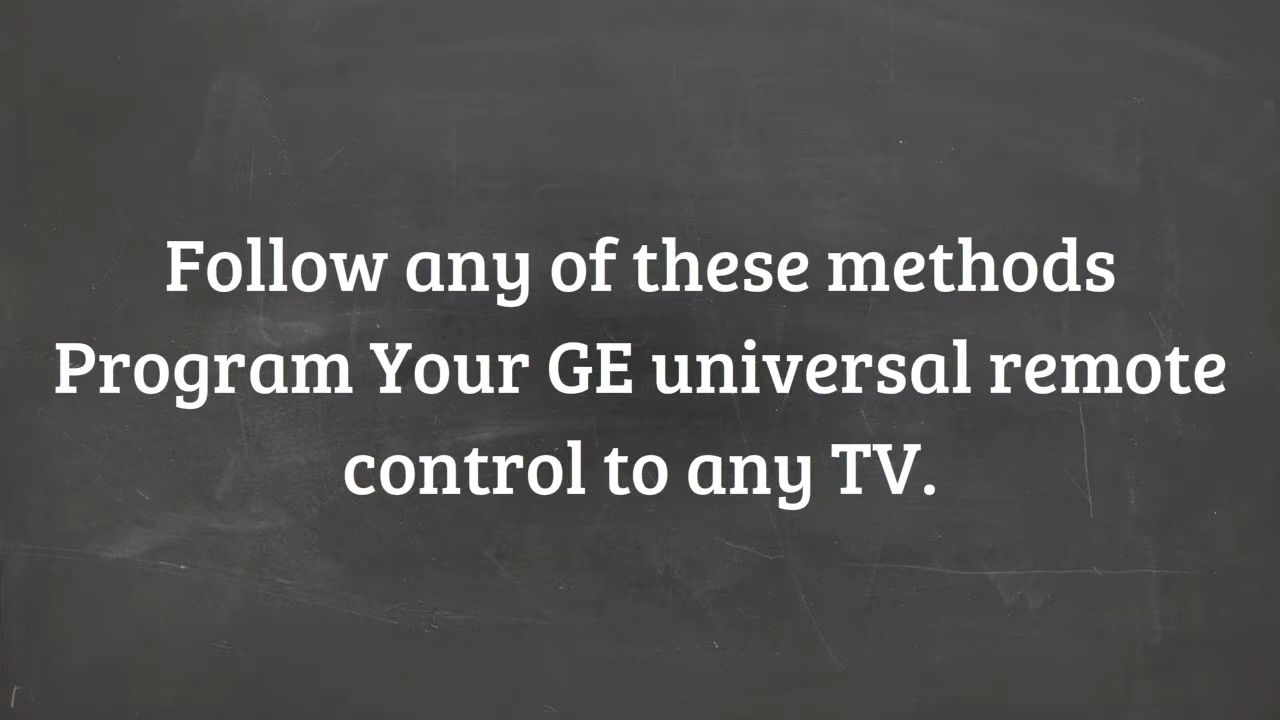 Follow any of these methods
Program Your GE universal remote
control to any TV.